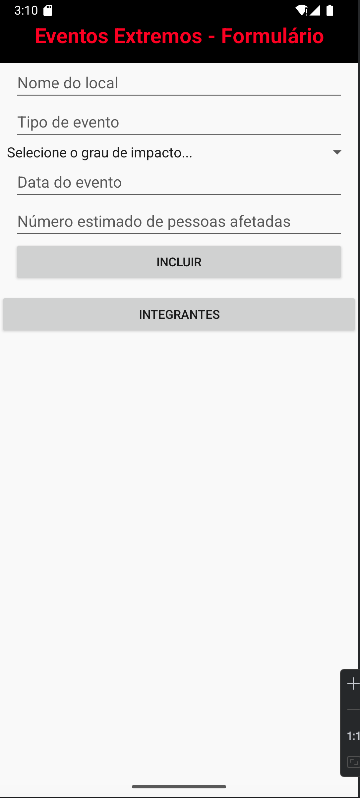 3:10
Eventos Extremos - Formulário
Nome do local
Tipo de evento
Selecione o grau de impacto...
Data do evento
Número estimado de pessoas afetadas
INCLUIR
INTEGRANTES
1:1